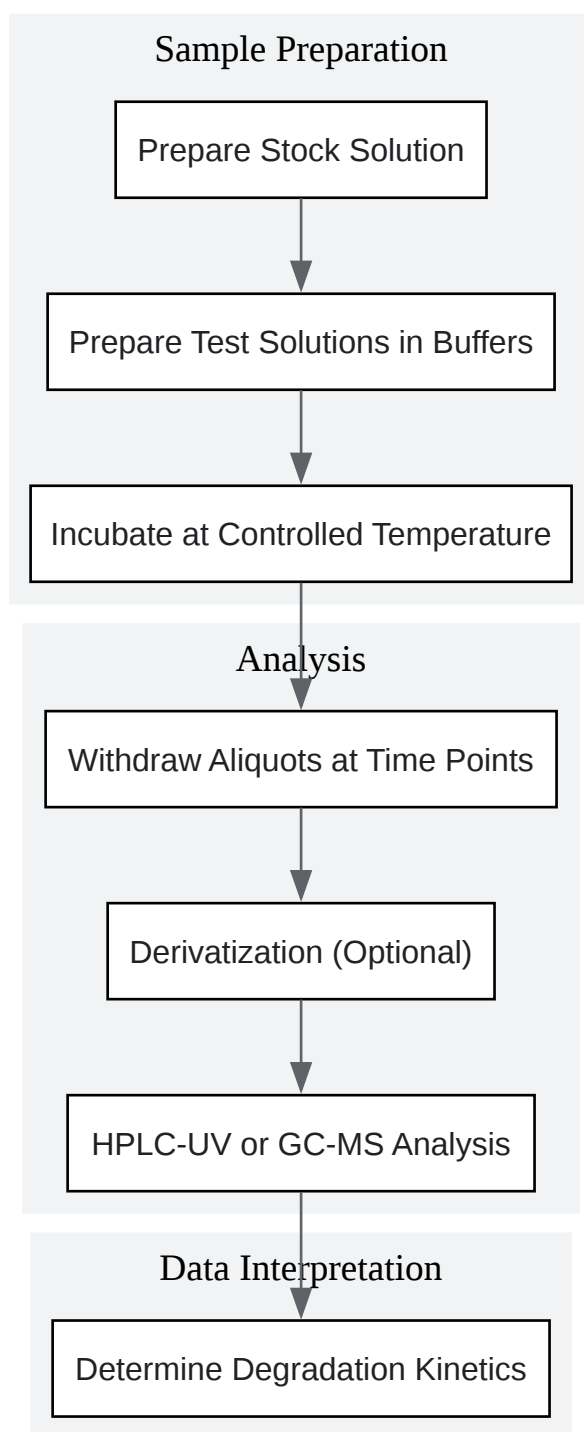 Sample Preparation
Prepare Stock Solution
Prepare Test Solutions in Buffers
Incubate at Controlled Temperature
Analysis
Withdraw Aliquots at Time Points
Derivatization (Optional)
HPLC-UV or GC-MS Analysis
Data Interpretation
Determine Degradation Kinetics